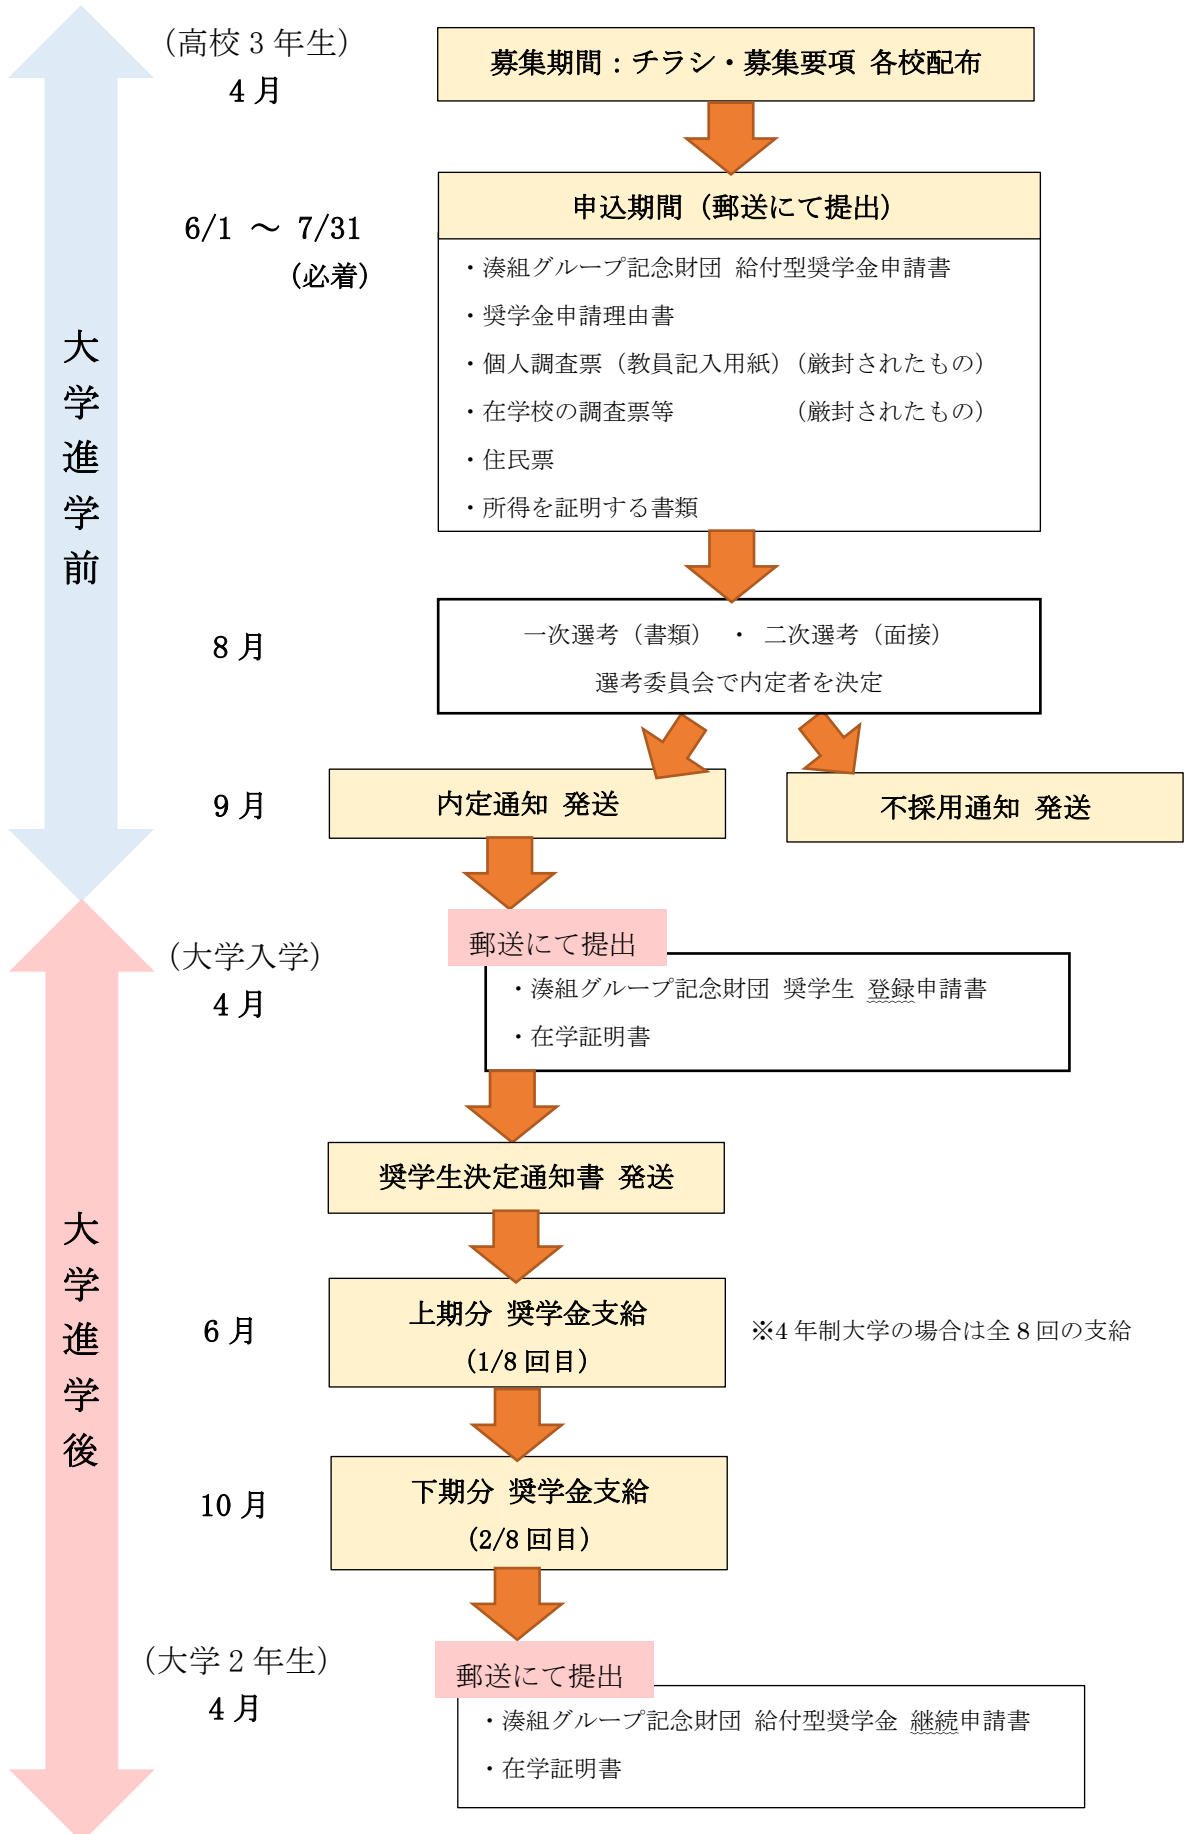 (高校３年生)
4月
募集期間：チラシ・募集要項 各校配布
6/1 ～ 7/31
(必着)
申込期間（郵送にて提出）
・湊組グループ記念財団 給付型奨学金申請書
・奨学金申請理由書
・個人調査票（教員記入用紙）（厳封されたもの）
・在学校の調査票等 （厳封されたもの）
・住民票
・所得を証明する書類
大学進学前
8月
一次選考（書類） ・ 二次選考（面接）
選考委員会で内定者を決定
9月
内定通知 発送
不採用通知 発送
(大学入学)
4月
郵送にて提出
・湊組グループ記念財団 奨学生 登録申請書
・在学証明書
奨学生決定通知書 発送
大学進学後
6月
上期分 奨学金支給
(1/8 回目)
※4 年制大学の場合は全８回の支給
10月
下期分 奨学金支給
(2/8 回目)
(大学２年生)
4月
郵送にて提出
・湊組グループ記念財団 給付型奨学金 継続申請書
・在学証明書